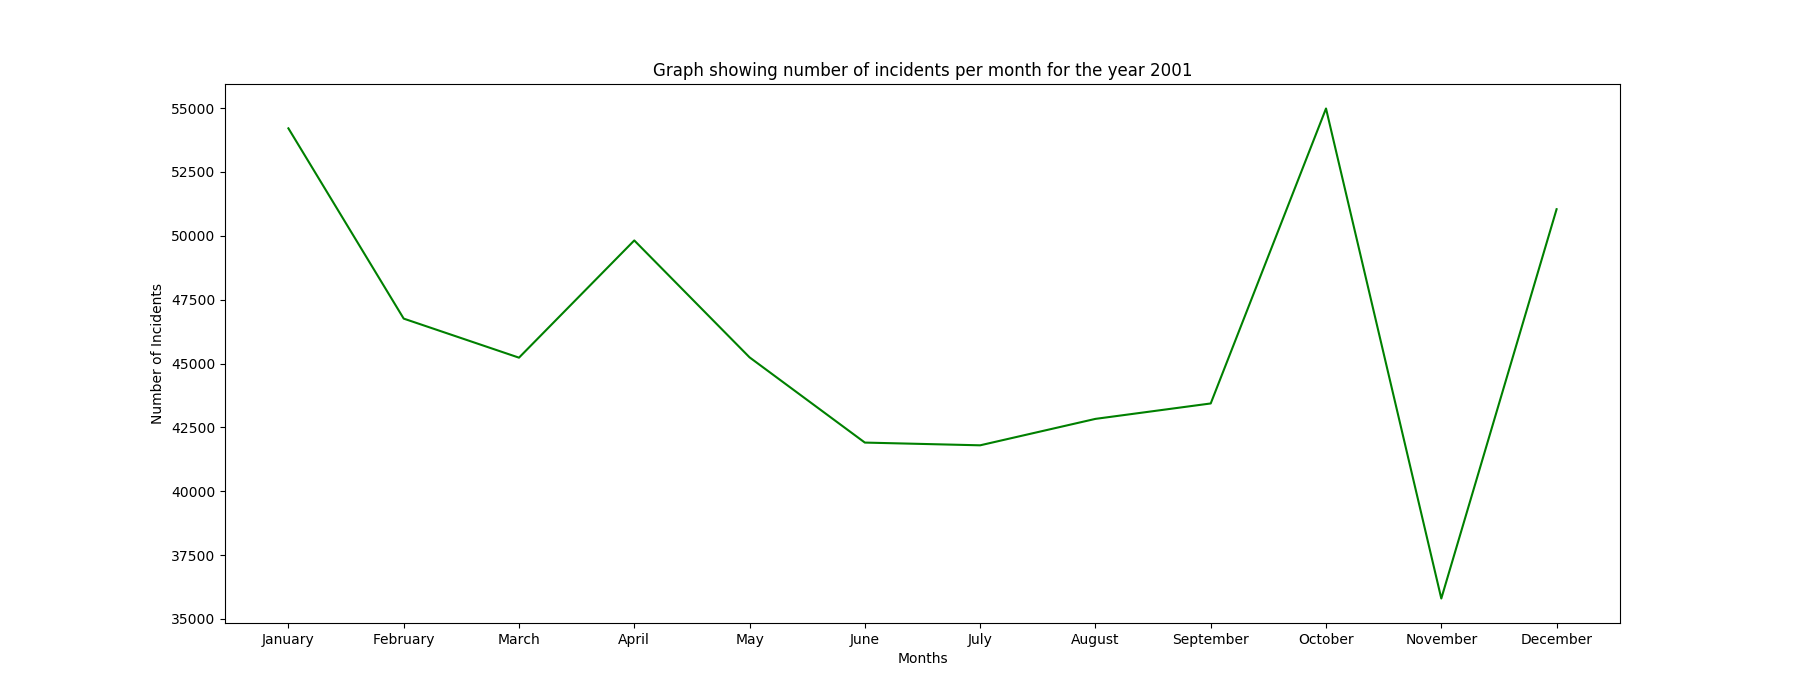 Graph showing number of incidents per month for the year 2001
55000
52500
50000
47500
45000
42500
40000
37500
35000
Number of Incidents
January February March April May June July August September October November December
Months